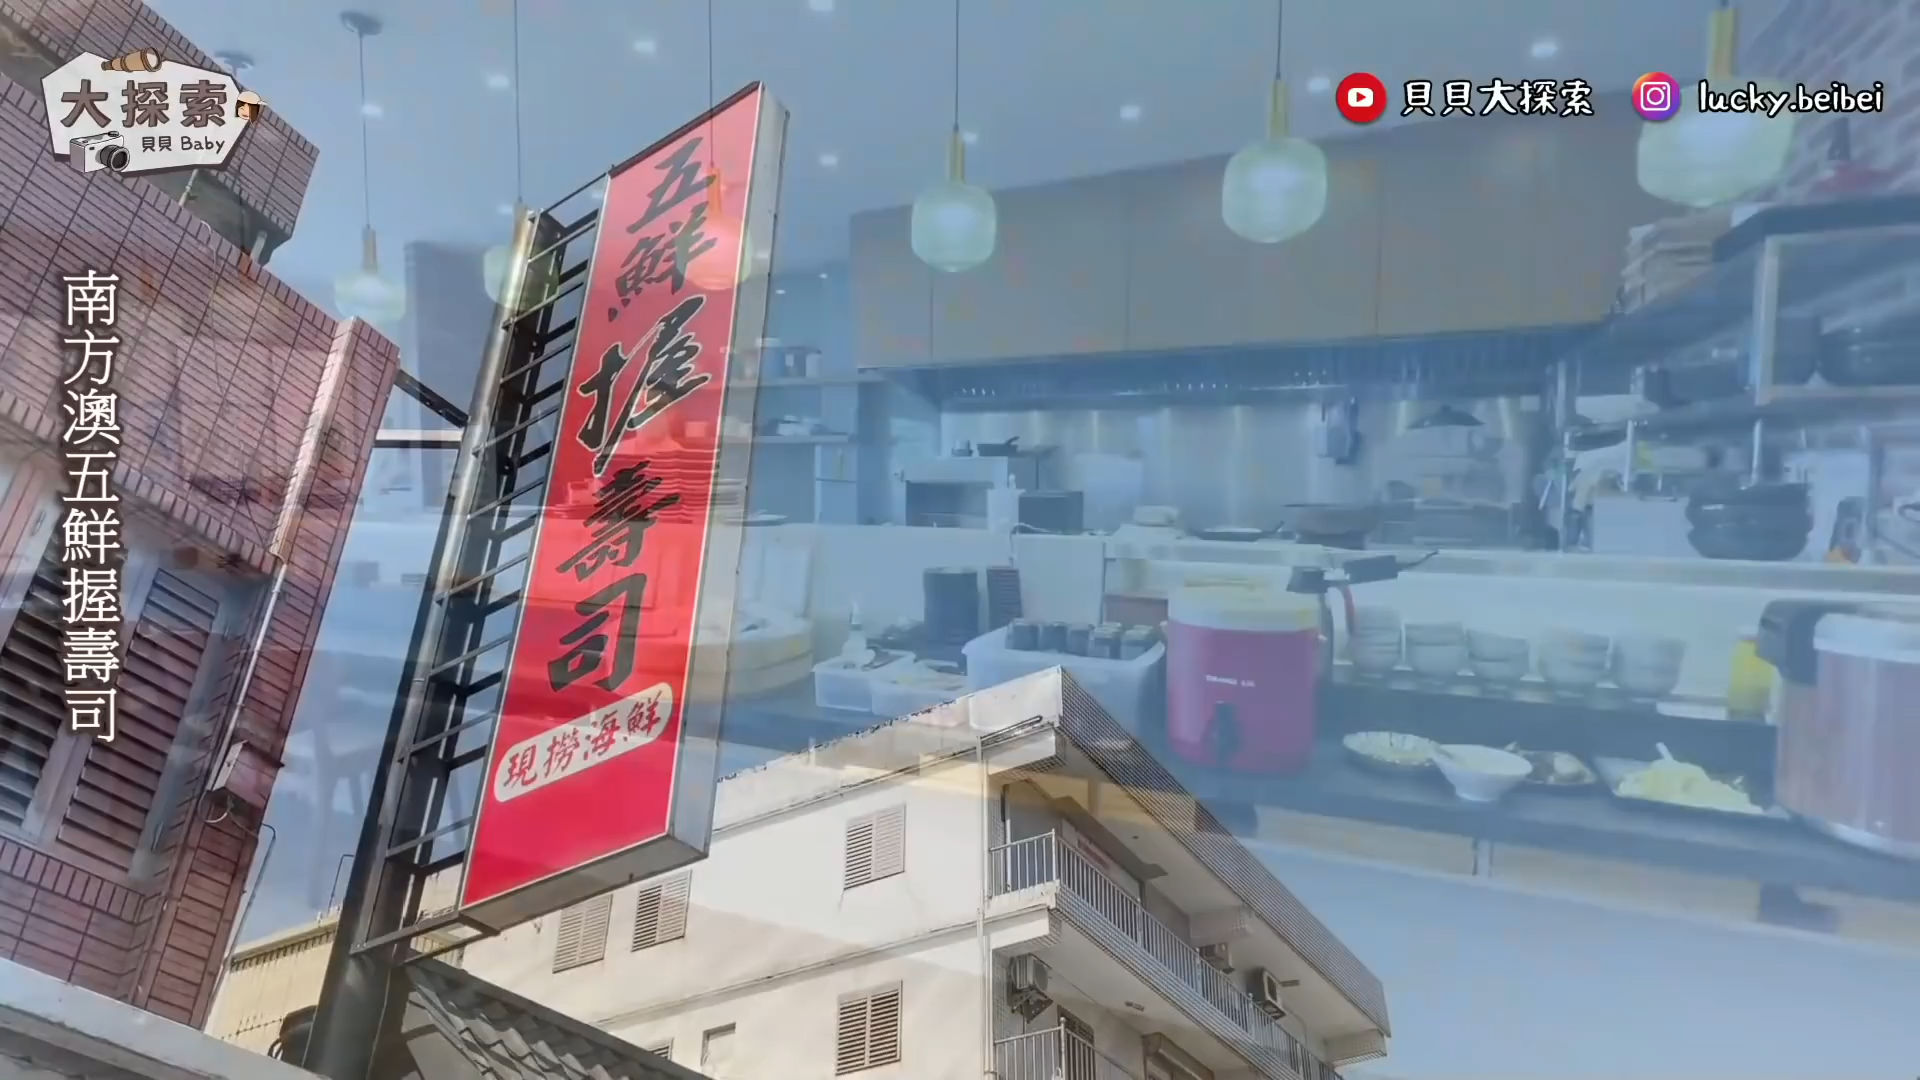 大探索
貝貝 Baby
貝貝大探索
lucky.beibei
南方澳五鮮握壽司
五鮮握壽司
現撈海鮮